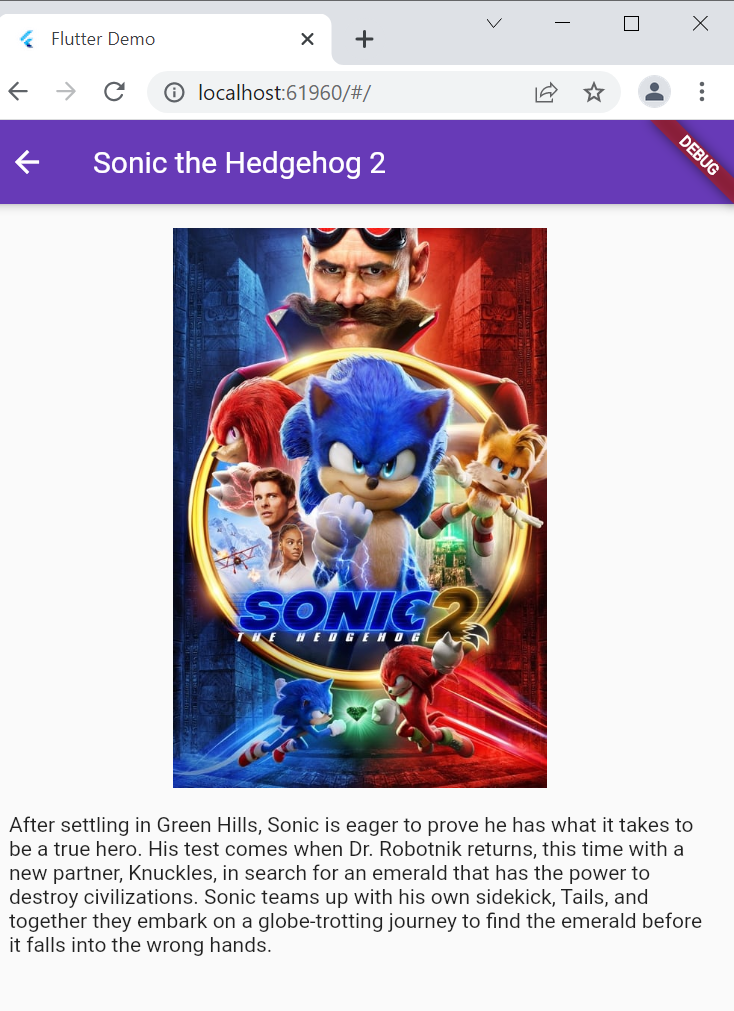 Flutter Demo
localhost:61960/#/
Sonic the Hedgehog 2
DEBUG
SONIC 2
THE HEDGEHOG
After settling in Green Hills, Sonic is eager to prove he has what it takes to
be a true hero. His test comes when Dr. Robotnik returns, this time with a
new partner, Knuckles, in search for an emerald that has the power to
destroy civilizations. Sonic teams up with his own sidekick, Tails, and
together they embark on a globe-trotting journey to find the emerald before
it falls into the wrong hands.